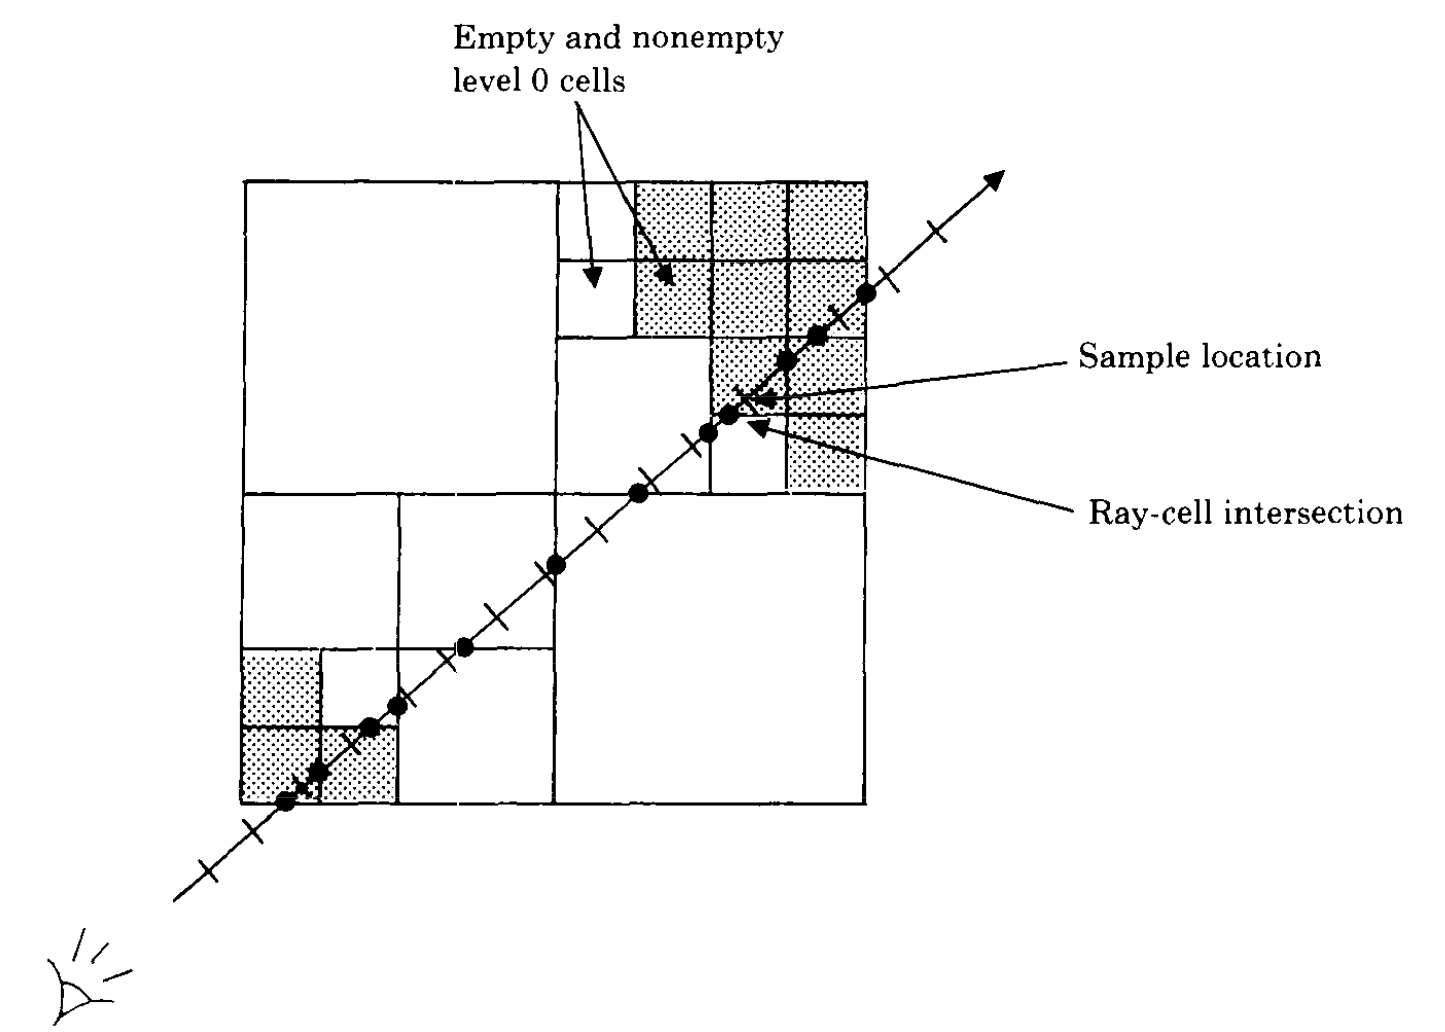 Empty and nonempty
level 0 cells
Sample location
Ray-cell intersection